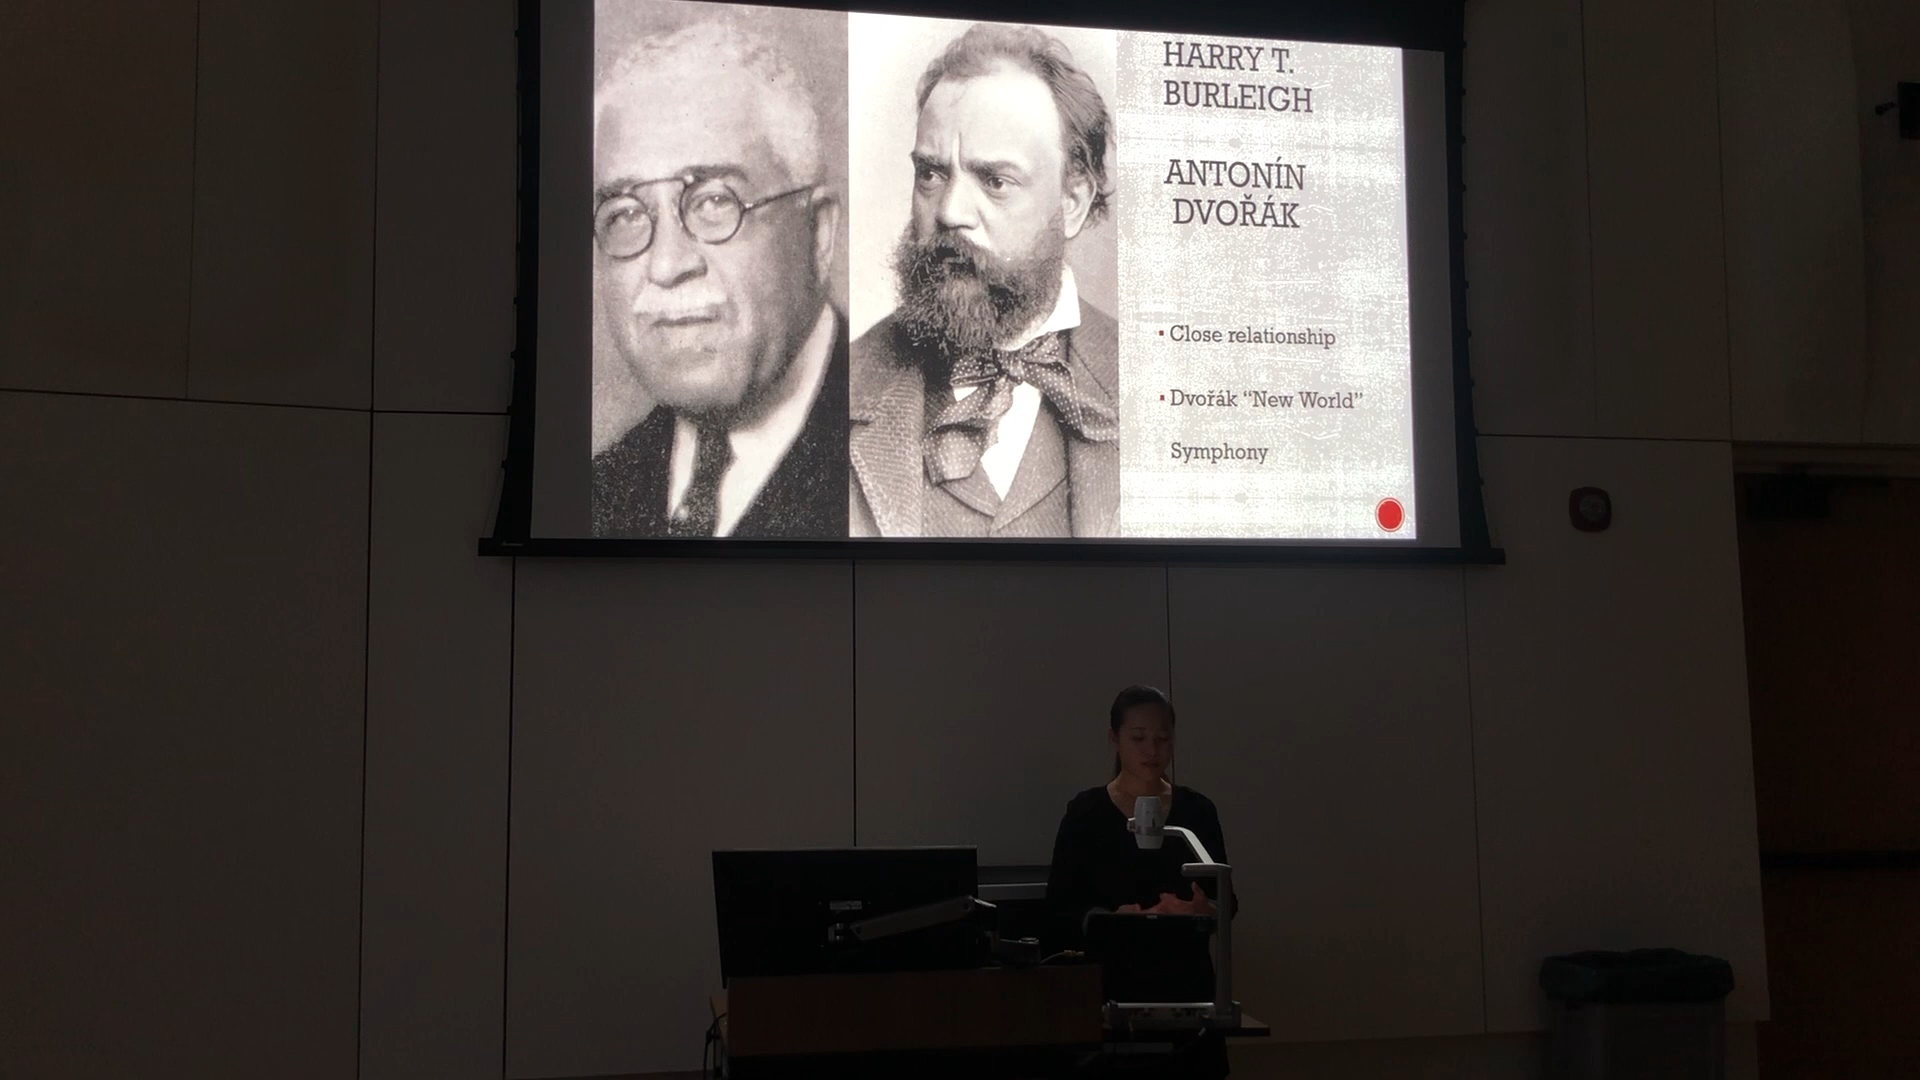 HARRY T.
BURLEIGH
ANTONÍN
DVOŘÁK
▪ Close relationship
▪ Dvořák “New World”
Symphony